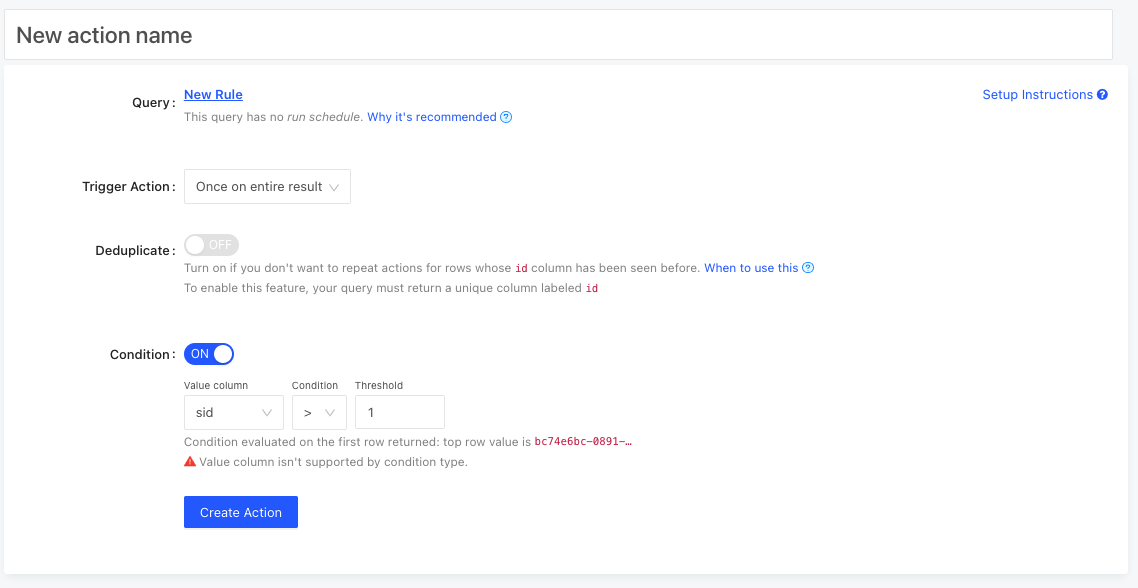 New action name
Query: New Rule Setup Instructions
This query has no run schedule. Why it's recommended
Trigger Action: Once on entire result
Deduplicate: OFF
Turn on if you don't want to repeat actions for rows whose id column has been seen before. When to use this
To enable this feature, your query must return a unique column labeled id
Condition: ON
Value column Condition Threshold
sid > 1
Condition evaluated on the first row returned: top row value is bc74e6bc-0891-…
Value column isn't supported by condition type.
Create Action